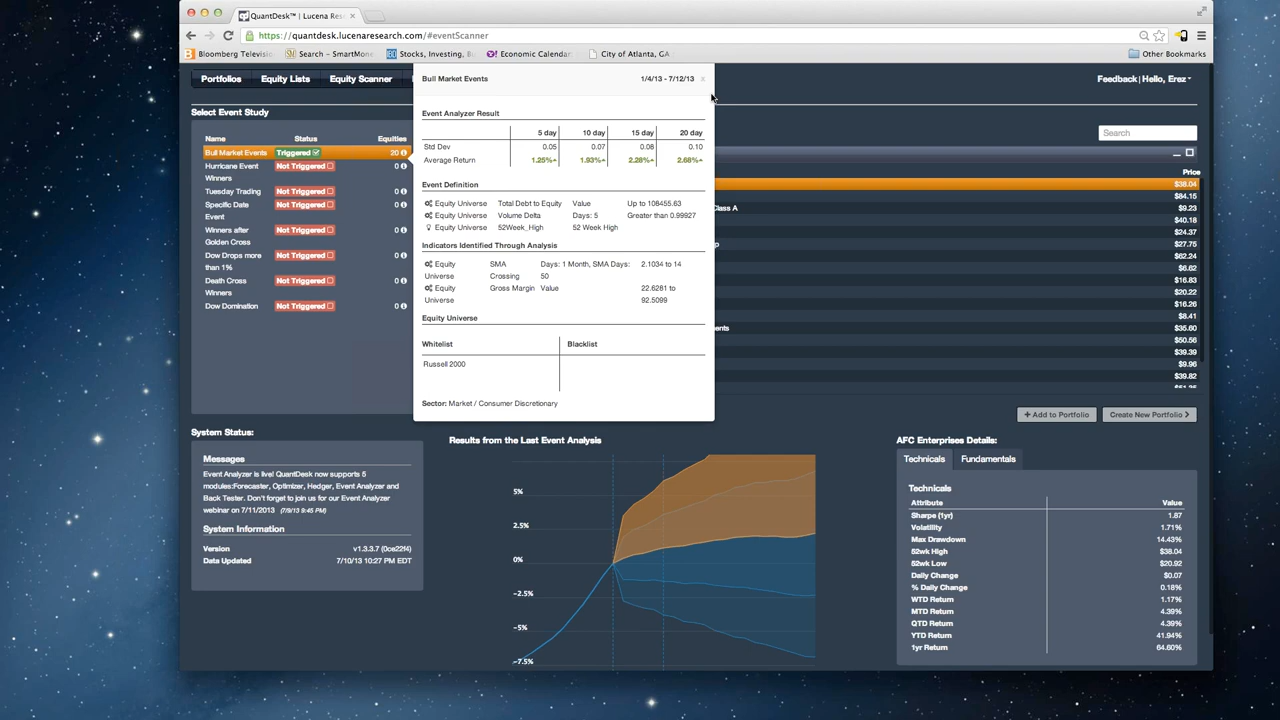 QuantDesk™ | Lucena Res
https://quantdesk.lucenaresearch.com/#eventScanner
Bloomberg Televisi
Search – SmartMone
Stocks, Investing, B
Economic Calendar
City of Atlanta, GA
Other Bookmarks
Portfolios
Equity Lists
Equity Scanner
Feedback | Hello, Erez
Select Event Study
Search
Name Status Equities
Bull Market Events Triggered 20
Hurricane Event Not Triggered 0
Winners
Tuesday Trading Not Triggered 0
Specific Date Not Triggered 0
Event
Winners after Not Triggered 0
Golden Cross
Dow Drops more Not Triggered 0
than 1%
Death Cross Not Triggered 0
Winners
Dow Domination Not Triggered 0
Bull Market Events 1/4/13 - 7/12/13 x
Event Analyzer Result
5 day 10 day 15 day 20 day
Std Dev 0.05 0.07 0.08 0.10
Average Return 1.25% 1.93% 2.28% 2.68%
Event Definition
Equity Universe Total Debt to Equity Value Up to 108455.63
Equity Universe Volume Delta Days: 5 Greater than 0.99927
Equity Universe 52Week_High 52 Week High
Indicators Identified Through Analysis
Equity SMA Days: 1 Month, SMA Days: 2.1034 to 14
Universe Crossing 50
Equity Gross Margin Value 22.6281 to
Universe 92.5099
Equity Universe
Whitelist Blacklist
Russell 2000
Sector: Market / Consumer Discretionary
Price
$38.04
$84.15
Class A $9.23
$40.18
$24.37
p $27.75
$62.24
$6.62
$16.83
$20.22
$16.26
$8.41
ents $35.60
$50.56
$39.39
$9.96
$39.82
+ Add to Portfolio
Create New Portfolio
System Status:
Messages
Event Analyzer is live! QuantDesk now supports 5
modules:Forecaster, Optimizer, Hedger, Event Analyzer and
Back Tester. Don't forget to join us for our Event Analyzer
webinar on 7/11/2013 (7/9/13 9:45 PM)
System Information
Version v1.3.3.7 (0ce22f4)
Data Updated 7/10/13 10:27 PM EDT
Results from the Last Event Analysis
5%
2.5%
0%
−2.5%
−5%
−7.5%
AFC Enterprises Details:
Technicals
Fundamentals
Technicals
Attribute Value
Sharpe (1yr) 1.87
Volatility 1.71%
Max Drawdown 14.43%
52wk High $38.04
52wk Low $20.92
Daily Change $0.07
% Daily Change 0.18%
WTD Return 1.17%
MTD Return 4.39%
QTD Return 4.39%
YTD Return 41.94%
1yr Return 64.60%